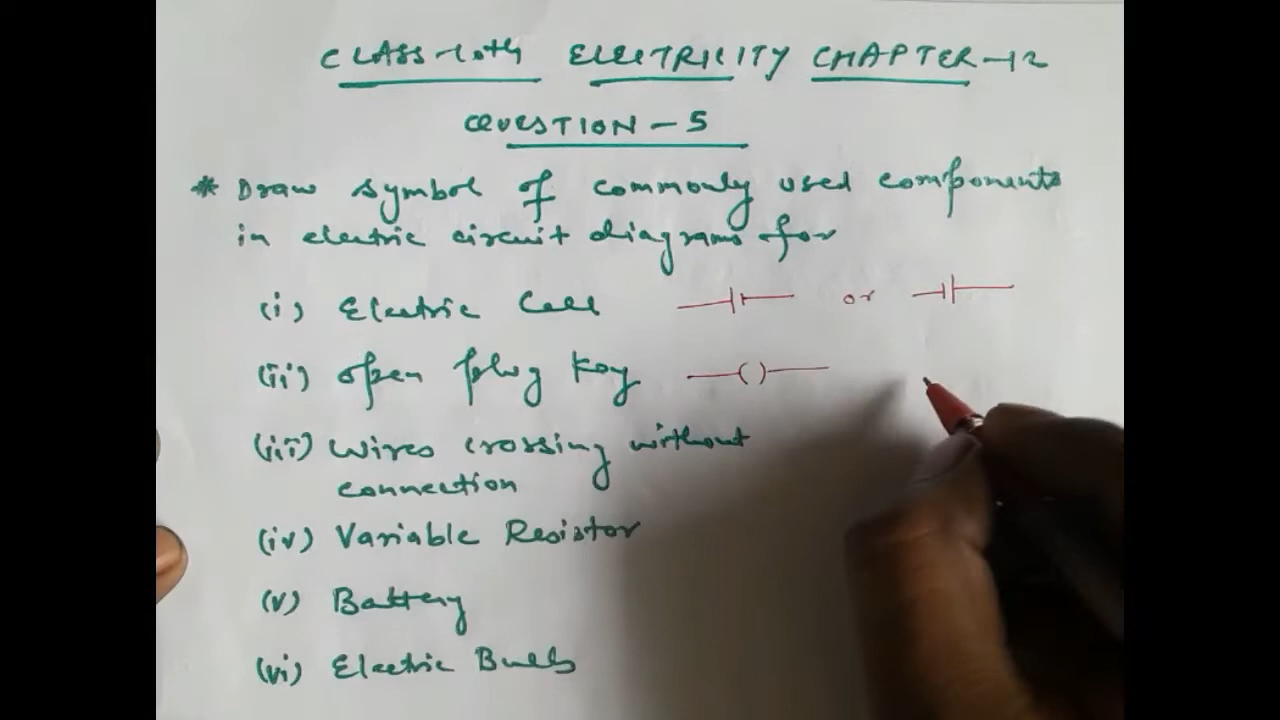 CLASS-10th ELECTRICITY CHAPTER-12
QUESTION-5
* Draw symbol of commonly used components
in electric circuit diagrams for
(i) Electric Cell or
(ii) open plug Key
(iii) Wires crossing without
connection
(iv) Variable Resistor
(v) Battery
(vi) Electric Bulb